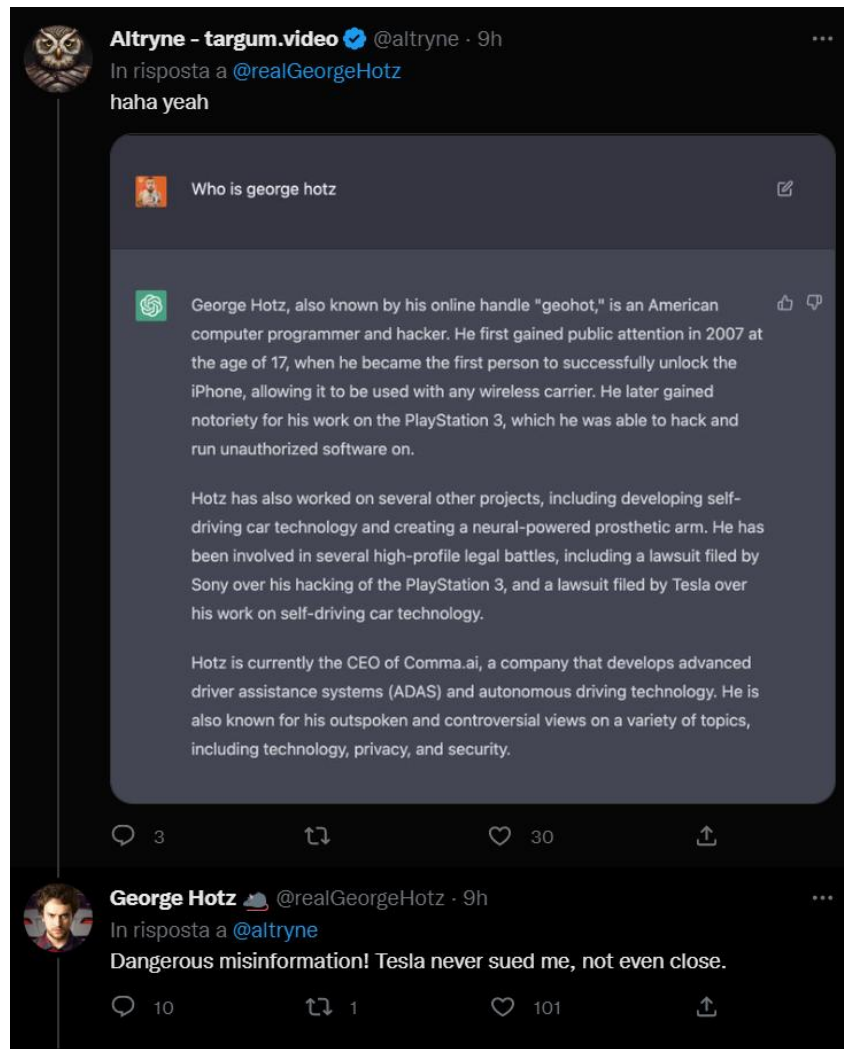 Altryne - targum.video @altryne · 9h
In risposta a @realGeorgeHotz
haha yeah
Who is george hotz
George Hotz, also known by his online handle "geohot," is an American
computer programmer and hacker. He first gained public attention in 2007 at
the age of 17, when he became the first person to successfully unlock the
iPhone, allowing it to be used with any wireless carrier. He later gained
notoriety for his work on the PlayStation 3, which he was able to hack and
run unauthorized software on.
Hotz has also worked on several other projects, including developing self-
driving car technology and creating a neural-powered prosthetic arm. He has
been involved in several high-profile legal battles, including a lawsuit filed by
Sony over his hacking of the PlayStation 3, and a lawsuit filed by Tesla over
his work on self-driving car technology.
Hotz is currently the CEO of Comma.ai, a company that develops advanced
driver assistance systems (ADAS) and autonomous driving technology. He is
also known for his outspoken and controversial views on a variety of topics,
including technology, privacy, and security.
3 30
George Hotz @realGeorgeHotz · 9h
In risposta a @altryne
Dangerous misinformation! Tesla never sued me, not even close.
10 1 101